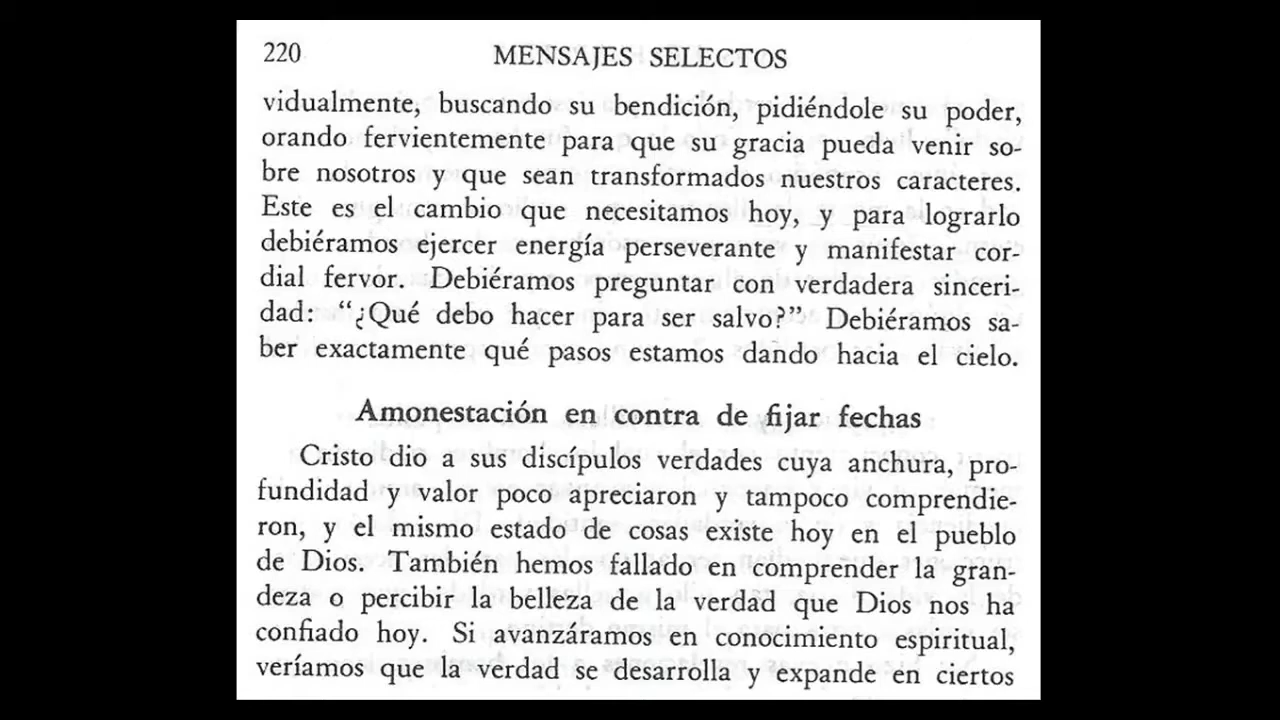 220 MENSAJES SELECTOS
vidualmente, buscando su bendición, pidiéndole su poder,
orando fervientemente para que su gracia pueda venir so-
bre nosotros y que sean transformados nuestros caracteres.
Este es el cambio que necesitamos hoy, y para lograrlo
debiéramos ejercer energía perseverante y manifestar cor-
dial fervor. Debiéramos preguntar con verdadera sinceri-
dad: “¿Qué debo hacer para ser salvo?” Debiéramos sa-
ber exactamente qué pasos estamos dando hacia el cielo.
Amonestación en contra de fijar fechas
Cristo dio a sus discípulos verdades cuya anchura, pro-
fundidad y valor poco apreciaron y tampoco comprendie-
ron, y el mismo estado de cosas existe hoy en el pueblo
de Dios. También hemos fallado en comprender la gran-
deza o percibir la belleza de la verdad que Dios nos ha
confiado hoy. Si avanzáramos en conocimiento espiritual,
veríamos que la verdad se desarrolla y expande en ciertos